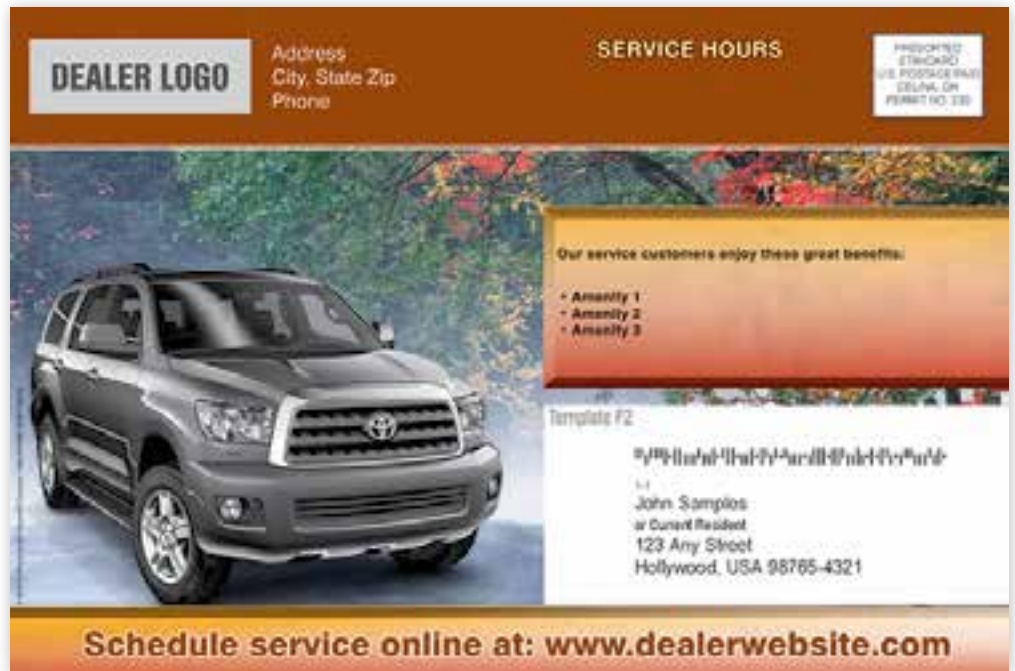 DEALER LOGO
Address
City, State Zip
Phone
SERVICE HOURS
PRESORTED
STANDARD
U.S. POSTAGE PAID
CELINA, OH
PERMIT NO. 330
Our service customers enjoy these great benefits:
• Amenity 1
• Amenity 2
• Amenity 3
Template F2
John Samples
or Current Resident
123 Any Street
Hollywood, USA 98765-4321
Schedule service online at: www.dealerwebsite.com